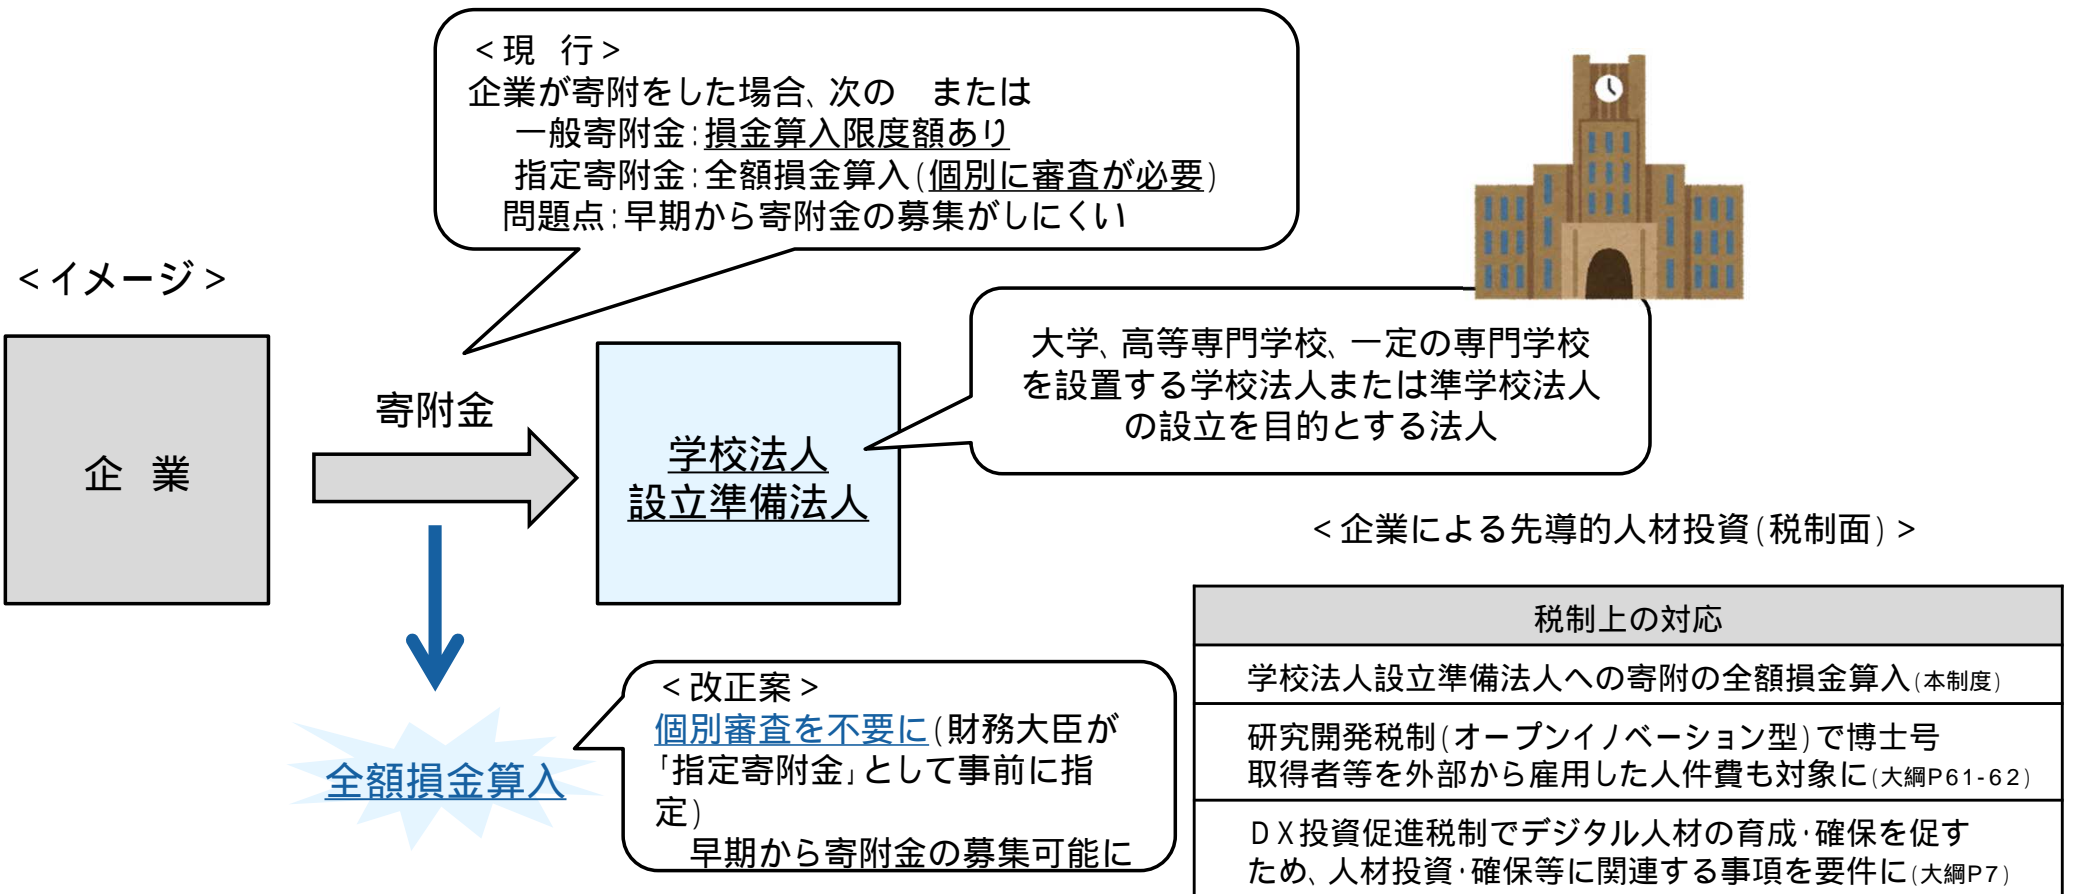 ＜現　行＞
企業が寄附をした場合、次の　または
一般寄附金：損金算入限度額あり
指定寄附金：全額損金算入（個別に審査が必要）
問題点：早期から寄附金の募集がしにくい
＜イメージ＞
企　業
寄附金
学校法人
設立準備法人
大学、高等専門学校、一定の専門学校
を設置する学校法人または準学校法人
の設立を目的とする法人
全額損金算入
＜改正案＞
個別審査を不要に（財務大臣が
「指定寄附金」として事前に指
定）
早期から寄附金の募集可能に
＜企業による先導的人材投資（税制面）＞
税制上の対応
学校法人設立準備法人への寄附の全額損金算入（本制度）
研究開発税制（オープンイノベーション型）で博士号
取得者等を外部から雇用した人件費も対象に（大綱P61-62）
ＤＸ投資促進税制でデジタル人材の育成・確保を促す
ため、人材投資・確保等に関連する事項を要件に（大綱P7）